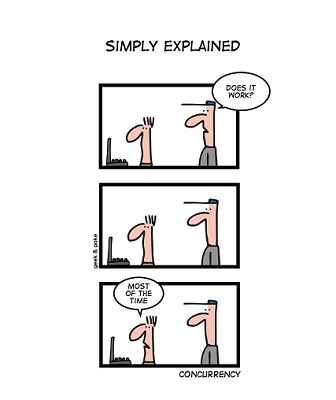 SIMPLY EXPLAINED
DOES IT
WORK?
geek & poke
MOST
OF THE
TIME
CONCURRENCY